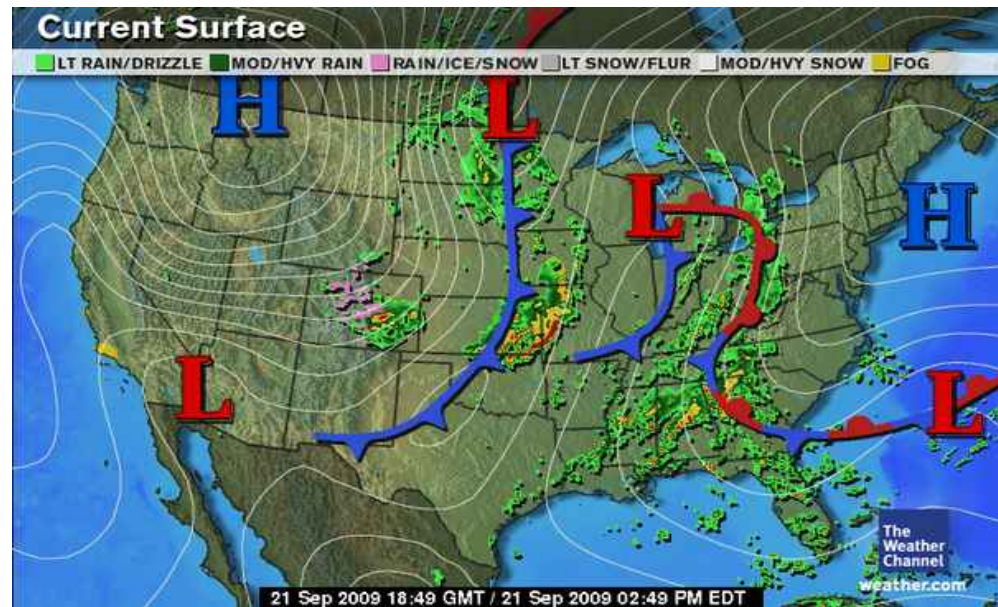 Current Surface
LT RAIN/DRIZZLE MOD/HVY RAIN RAIN/ICE/SNOW LT SNOW/FLUR MOD/HVY SNOW FOG
H
L
L
H
L
L
The
Weather
Channel
weather.com
21 Sep 2009 18:49 GMT / 21 Sep 2009 02:49 PM EDT